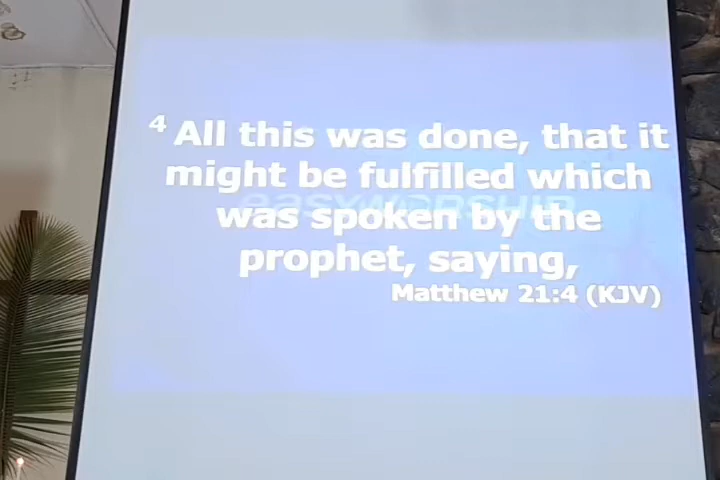 4 All this was done, that it
might be fulfilled which
was spoken by the
prophet, saying,
Matthew 21:4 (KJV)
easyworship